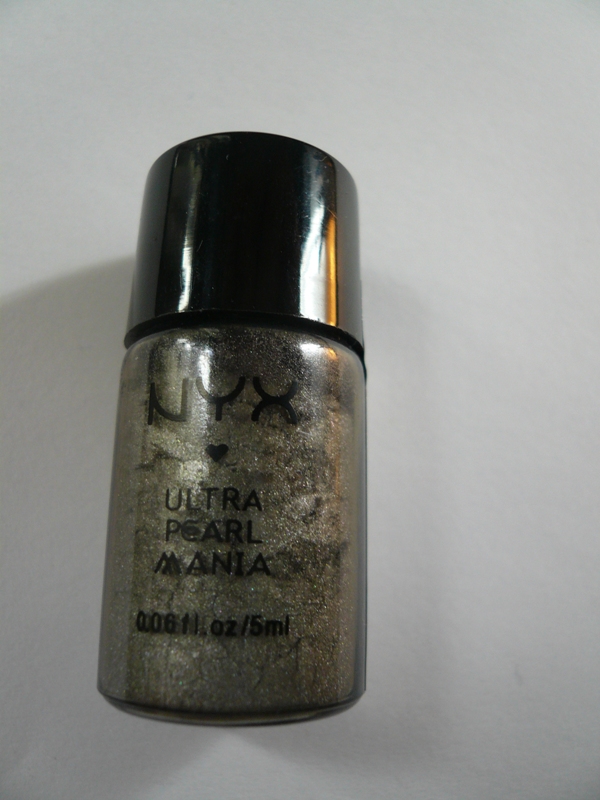 NYX
ULTRA
PEARL
MANIA
0.06 fl. oz/5ml